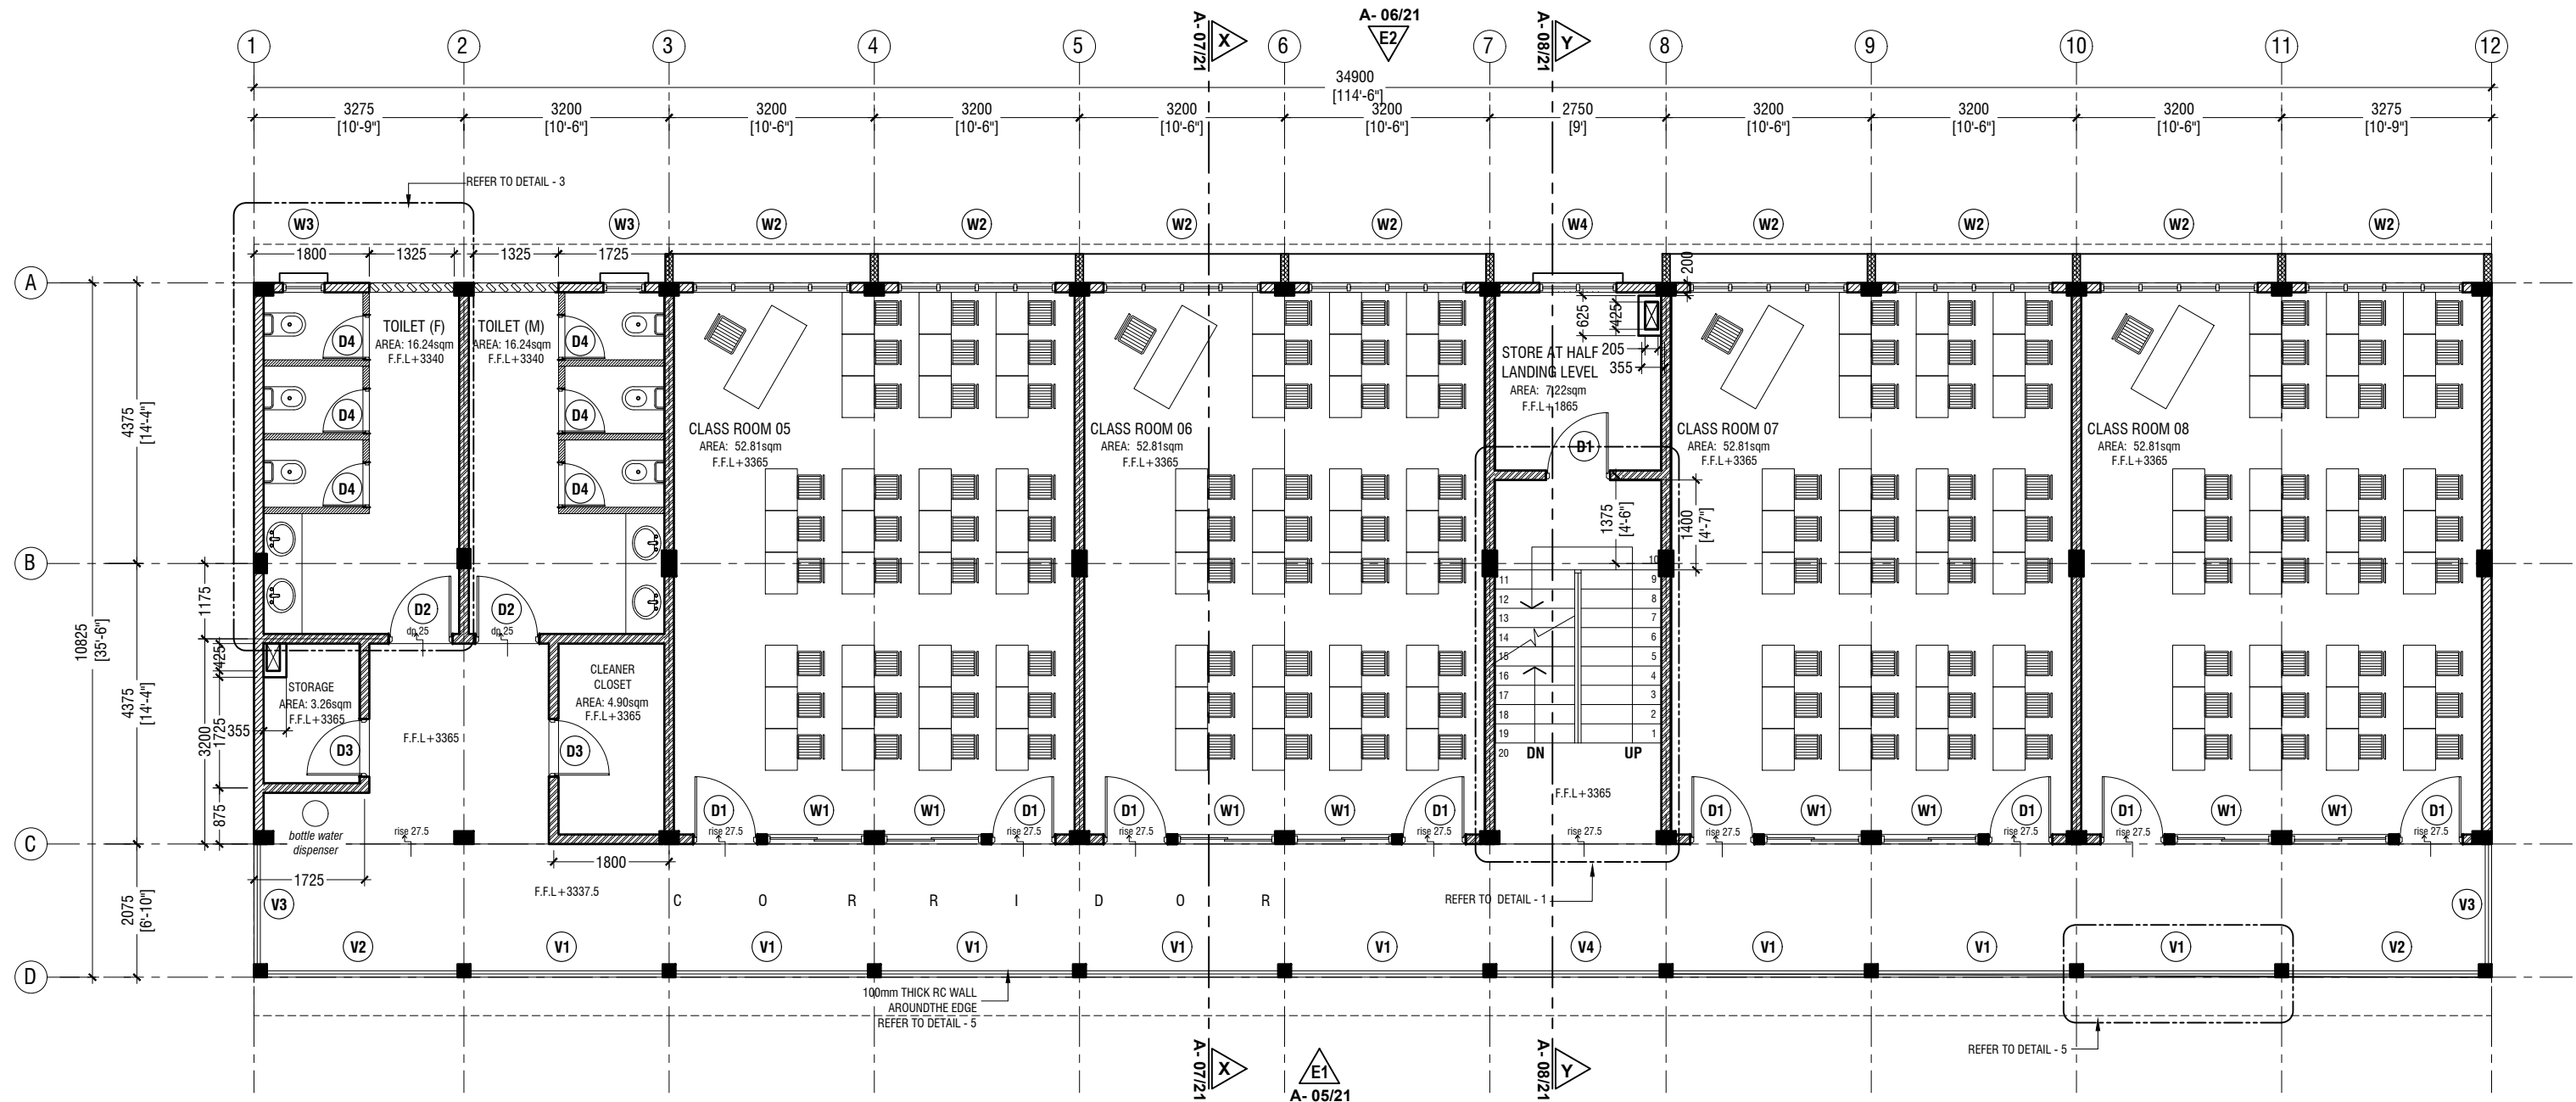 A- 07/21
X
A- 06/21
E2
A- 08/21
Y
1
2
3
4
5
6
7
8
9
10
11
12
34900
[114'-6"]
3275
[10'-9"]
3200
[10'-6"]
3200
[10'-6"]
3200
[10'-6"]
3200
[10'-6"]
3200
[10'-6"]
2750
[9']
3200
[10'-6"]
3200
[10'-6"]
3200
[10'-6"]
3275
[10'-9"]
REFER TO DETAIL - 3
W3
W3
W2
W2
W2
W2
W4
W2
W2
W2
W2
1800
1325
1325
1725
200
A
TOILET (F)
AREA: 16.24sqm
F.F.L+3340
TOILET (M)
AREA: 16.24sqm
F.F.L+3340
D4
D4
D4
D4
D4
D4
625
425
205
355
STORE AT HALF
LANDING LEVEL
AREA: 7.22sqm
F.F.L+1865
CLASS ROOM 05
AREA: 52.81sqm
F.F.L+3365
CLASS ROOM 06
AREA: 52.81sqm
F.F.L+3365
CLASS ROOM 07
AREA: 52.81sqm
F.F.L+3365
CLASS ROOM 08
AREA: 52.81sqm
F.F.L+3365
D1
4375
[14'-4"]
1375
[4'-6"]
1400
[4'-7"]
B
10
11
9
12
8
13
7
14
6
15
5
16
4
17
3
18
2
19
1
20
DN
UP
F.F.L+3365
1175
D2
dn 25
D2
dn 25
10825
[35'-6"]
4375
[14'-4"]
3200
425
1725
355
875
STORAGE
AREA: 3.26sqm
F.F.L+3365
D3
F.F.L+3365
CLEANER
CLOSET
AREA: 4.90sqm
F.F.L+3365
D3
bottle water
dispenser
rise 27.5
D1
rise 27.5
W1
W1
D1
rise 27.5
D1
rise 27.5
W1
W1
D1
rise 27.5
rise 27.5
D1
rise 27.5
W1
W1
D1
rise 27.5
D1
rise 27.5
W1
W1
D1
rise 27.5
C
1800
1725
2075
[6'-10"]
F.F.L+3337.5
C O R R I D O R
REFER TO DETAIL - 1
V3
V3
V2
V1
V1
V1
V1
V1
V4
V1
V1
V1
V2
D
100mm THICK RC WALL
AROUNDTHE EDGE
REFER TO DETAIL - 5
REFER TO DETAIL - 5
A- 07/21
X
E1
A- 05/21
A- 08/21
Y